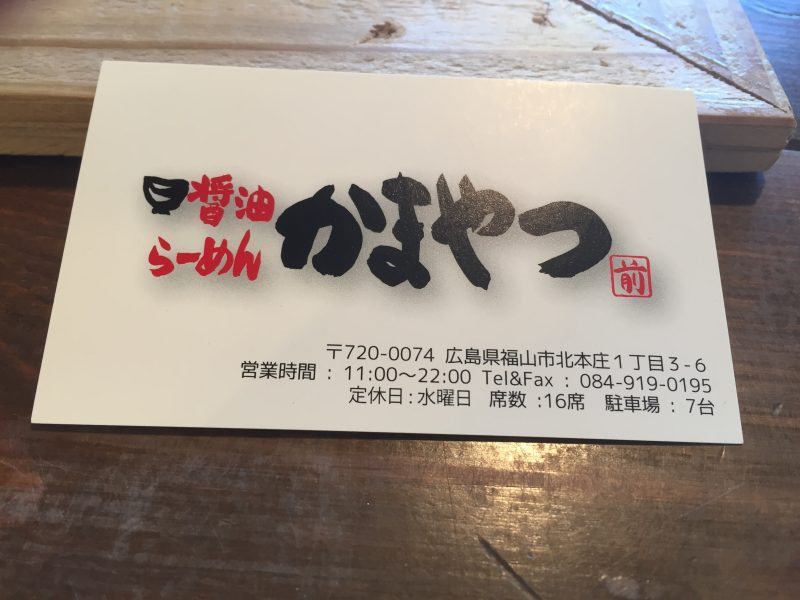 醤油
らーめん
かまやつ
前
〒720-0074 広島県福山市北本庄１丁目３-６
営業時間 : 11:00～22:00 Tel&Fax : 084-919-0195
定休日:水曜日 席数 :16席 駐車場 : 7台